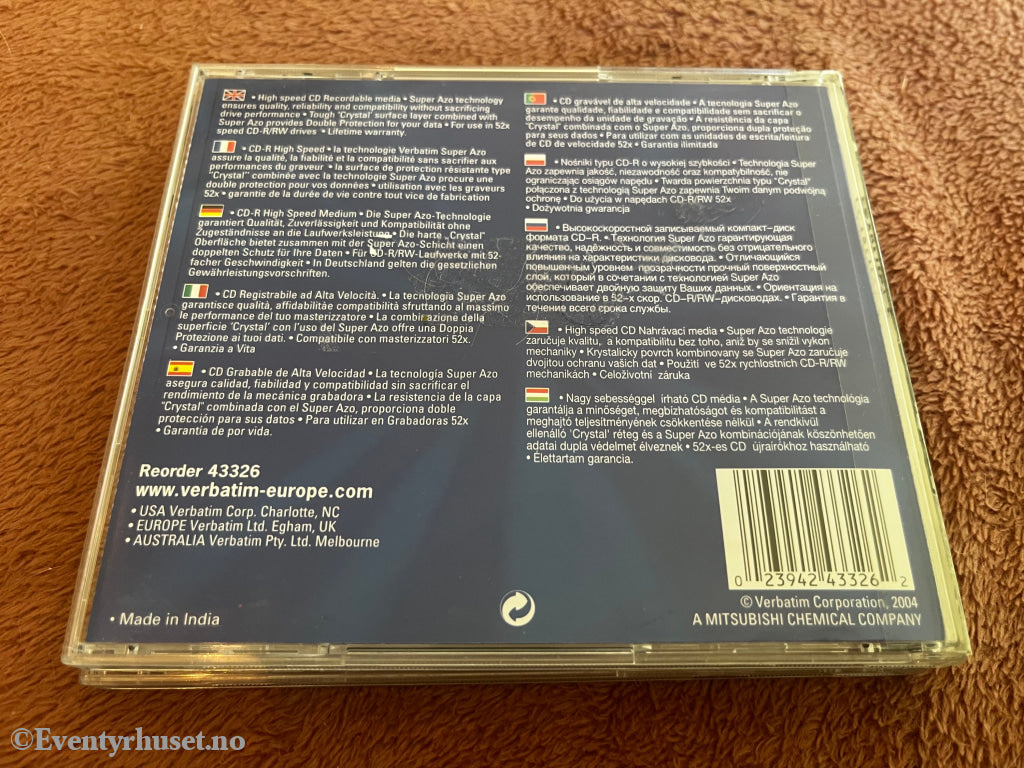 • High speed CD Recordable media • Super Azo technology
ensures quality, reliability and compatibility without sacrificing
drive performance • Tough 'Crystal' surface layer combined with
Super Azo provides Double Protection for your data • For use in 52x
speed CD-R/RW drives • Lifetime warranty.
• CD-R High Speed • la technologie Verbatim Super Azo
assure la qualité, la fiabilité et la compatibilité sans sacrifier aux
performances du graveur • la surface de protection résistante type
"Crystal" combinée avec la technologie Super Azo procure une
double protection pour vos données • utilisation avec les graveurs
52x • garantie de la durée de vie contre tout vice de fabrication
• CD-R High Speed Medium • Die Super Azo-Technologie
garantiert Qualität, Zuverlässigkeit und Kompatibilität ohne
Zugeständnisse an die Laufwerksleistung • Die harte „Crystal"
Oberfläche bietet zusammen mit der Super Azo-Schicht einen
doppelten Schutz für Ihre Daten • Für CD-R/RW-Laufwerke mit 52-
facher Geschwindigkeit • In Deutschland gelten die gesetzlichen
Gewährleistungsvorschriften.
• CD Registrabile ad Alta Velocità. • La tecnologia Super Azo
garantisce qualità, affidabilità e compatibilità sfruttando al massimo
le performance del tuo masterizzatore • La combinazione della
superficie 'Crystal' con l'uso del Super Azo offre una Doppia
Protezione ai tuoi dati. • Compatibile con masterizzatori 52x.
• Garanzia a Vita
• CD Grabable de Alta Velocidad • La tecnología Super Azo
asegura calidad, fiabilidad y compatibilidad sin sacrificar el
rendimiento de la mecánica grabadora • La resistencia de la capa
"Crystal" combinada con el Super Azo, proporciona doble
protección para sus datos • Para utilizar en Grabadoras 52x
• Garantia de por vida.
Reorder 43326
www.verbatim-europe.com
• USA Verbatim Corp. Charlotte, NC
• EUROPE Verbatim Ltd. Egham, UK
• AUSTRALIA Verbatim Pty. Ltd. Melbourne
• Made in India
• CD gravável de alta velocidade • A tecnologia Super Azo
garante qualidade, fiabilidade e compatibilidade sem sacrificar o
desempenho da unidade de gravação • A resistência da capa
"Crystal" combinada com o Super Azo, proporciona dupla proteção
para seus dados • Para utilizar com as unidades de escrita/leitura
de CD de velocidade 52x • Garantia ilimitada
• Nośniki typu CD-R o wysokiej szybkości • Technologia Super
Azo zapewnia jakość, niezawodność oraz kompatybilność, nie
ograniczając osiągów napędu • Twarda powierzchnia typu "Crystal"
połączona z technologią Super Azo zapewnia Twoim danym podwójną
ochronę • Do użycia w napędach CD-R/RW 52x
• Dożywotnia gwarancja
• Высокоскоростной записываемый компакт-диск
формата CD-R. • Технология Super Azo гарантирующая
качество, надёжность и совместимость без отрицательного
влияния на характеристики дисковода. • Отличающийся
повышенным уровнем прозрачности прочный поверхностный
слой, который в сочетании с технологией Super Azo
обеспечивает двойную защиту Ваших данных. • Ориентация на
использование в 52-х скор. CD-R/RW-дисководах. • Гарантия в
течение всего срока службы.
• High speed CD Nahrávací media • Super Azo technologie
zaručuje kvalitu, a kompatibilitu bez toho, aniž by se snížil vykon
mechaniky • Krystalicky povrch kombinovany se Super Azo zaručuje
dvojitou ochranu vašich dat • Použití ve 52x rychlostních CD-R/RW
mechanikách • Celoživotní záruka
• Nagy sebességgel írható CD média • A Super Azo technológia
garantálja a minőséget, megbízhatóságot és kompatibilitást a
meghajtó teljesítményének csökkentése nélkül • A rendkívül
ellenálló 'Crystal' réteg és a Super Azo kombinációjának köszönhetően
adatai dupla védelmet élveznek • 52x-es CD újraírókhoz használható
• Élettartam garancia.
0 23942 43326 2
© Verbatim Corporation, 2004
A MITSUBISHI CHEMICAL COMPANY
©Eventyrhuset.no